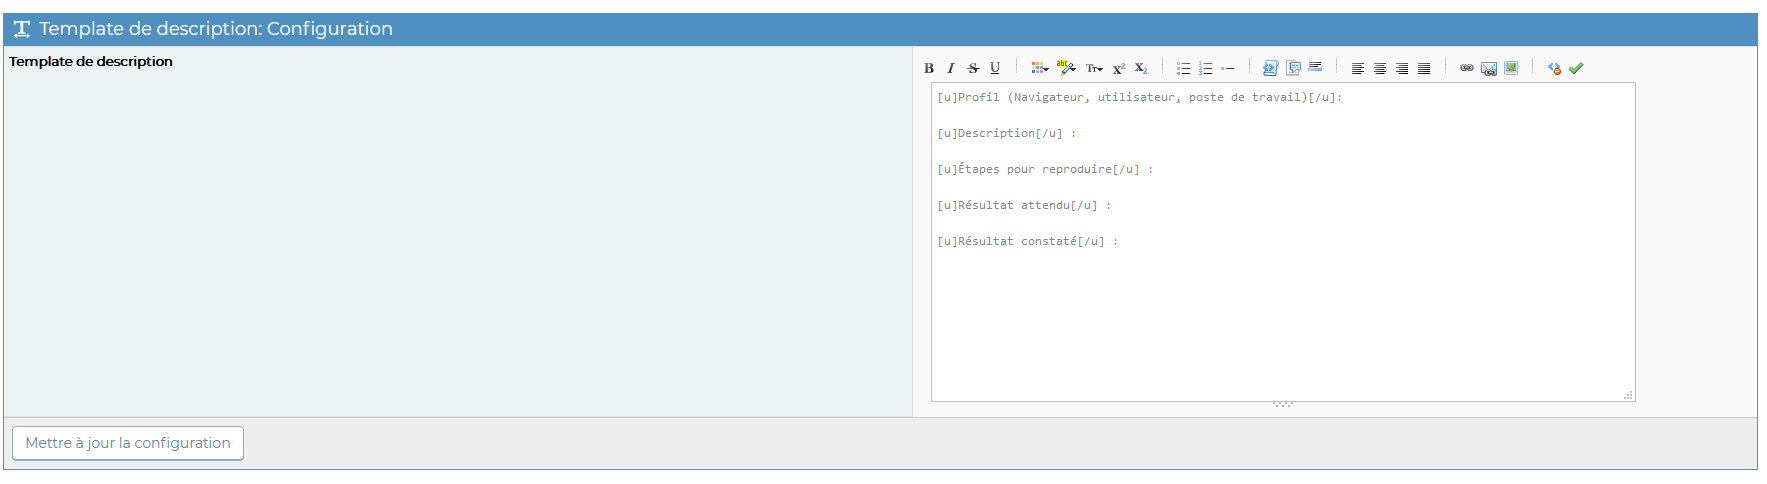 Template de description: Configuration
Template de description
[u]Profil (Navigateur, utilisateur, poste de travail)[/u]:
[u]Description[/u] :
[u]Étapes pour reproduire[/u] :
[u]Résultat attendu[/u] :
[u]Résultat constaté[/u] :
Mettre à jour la configuration